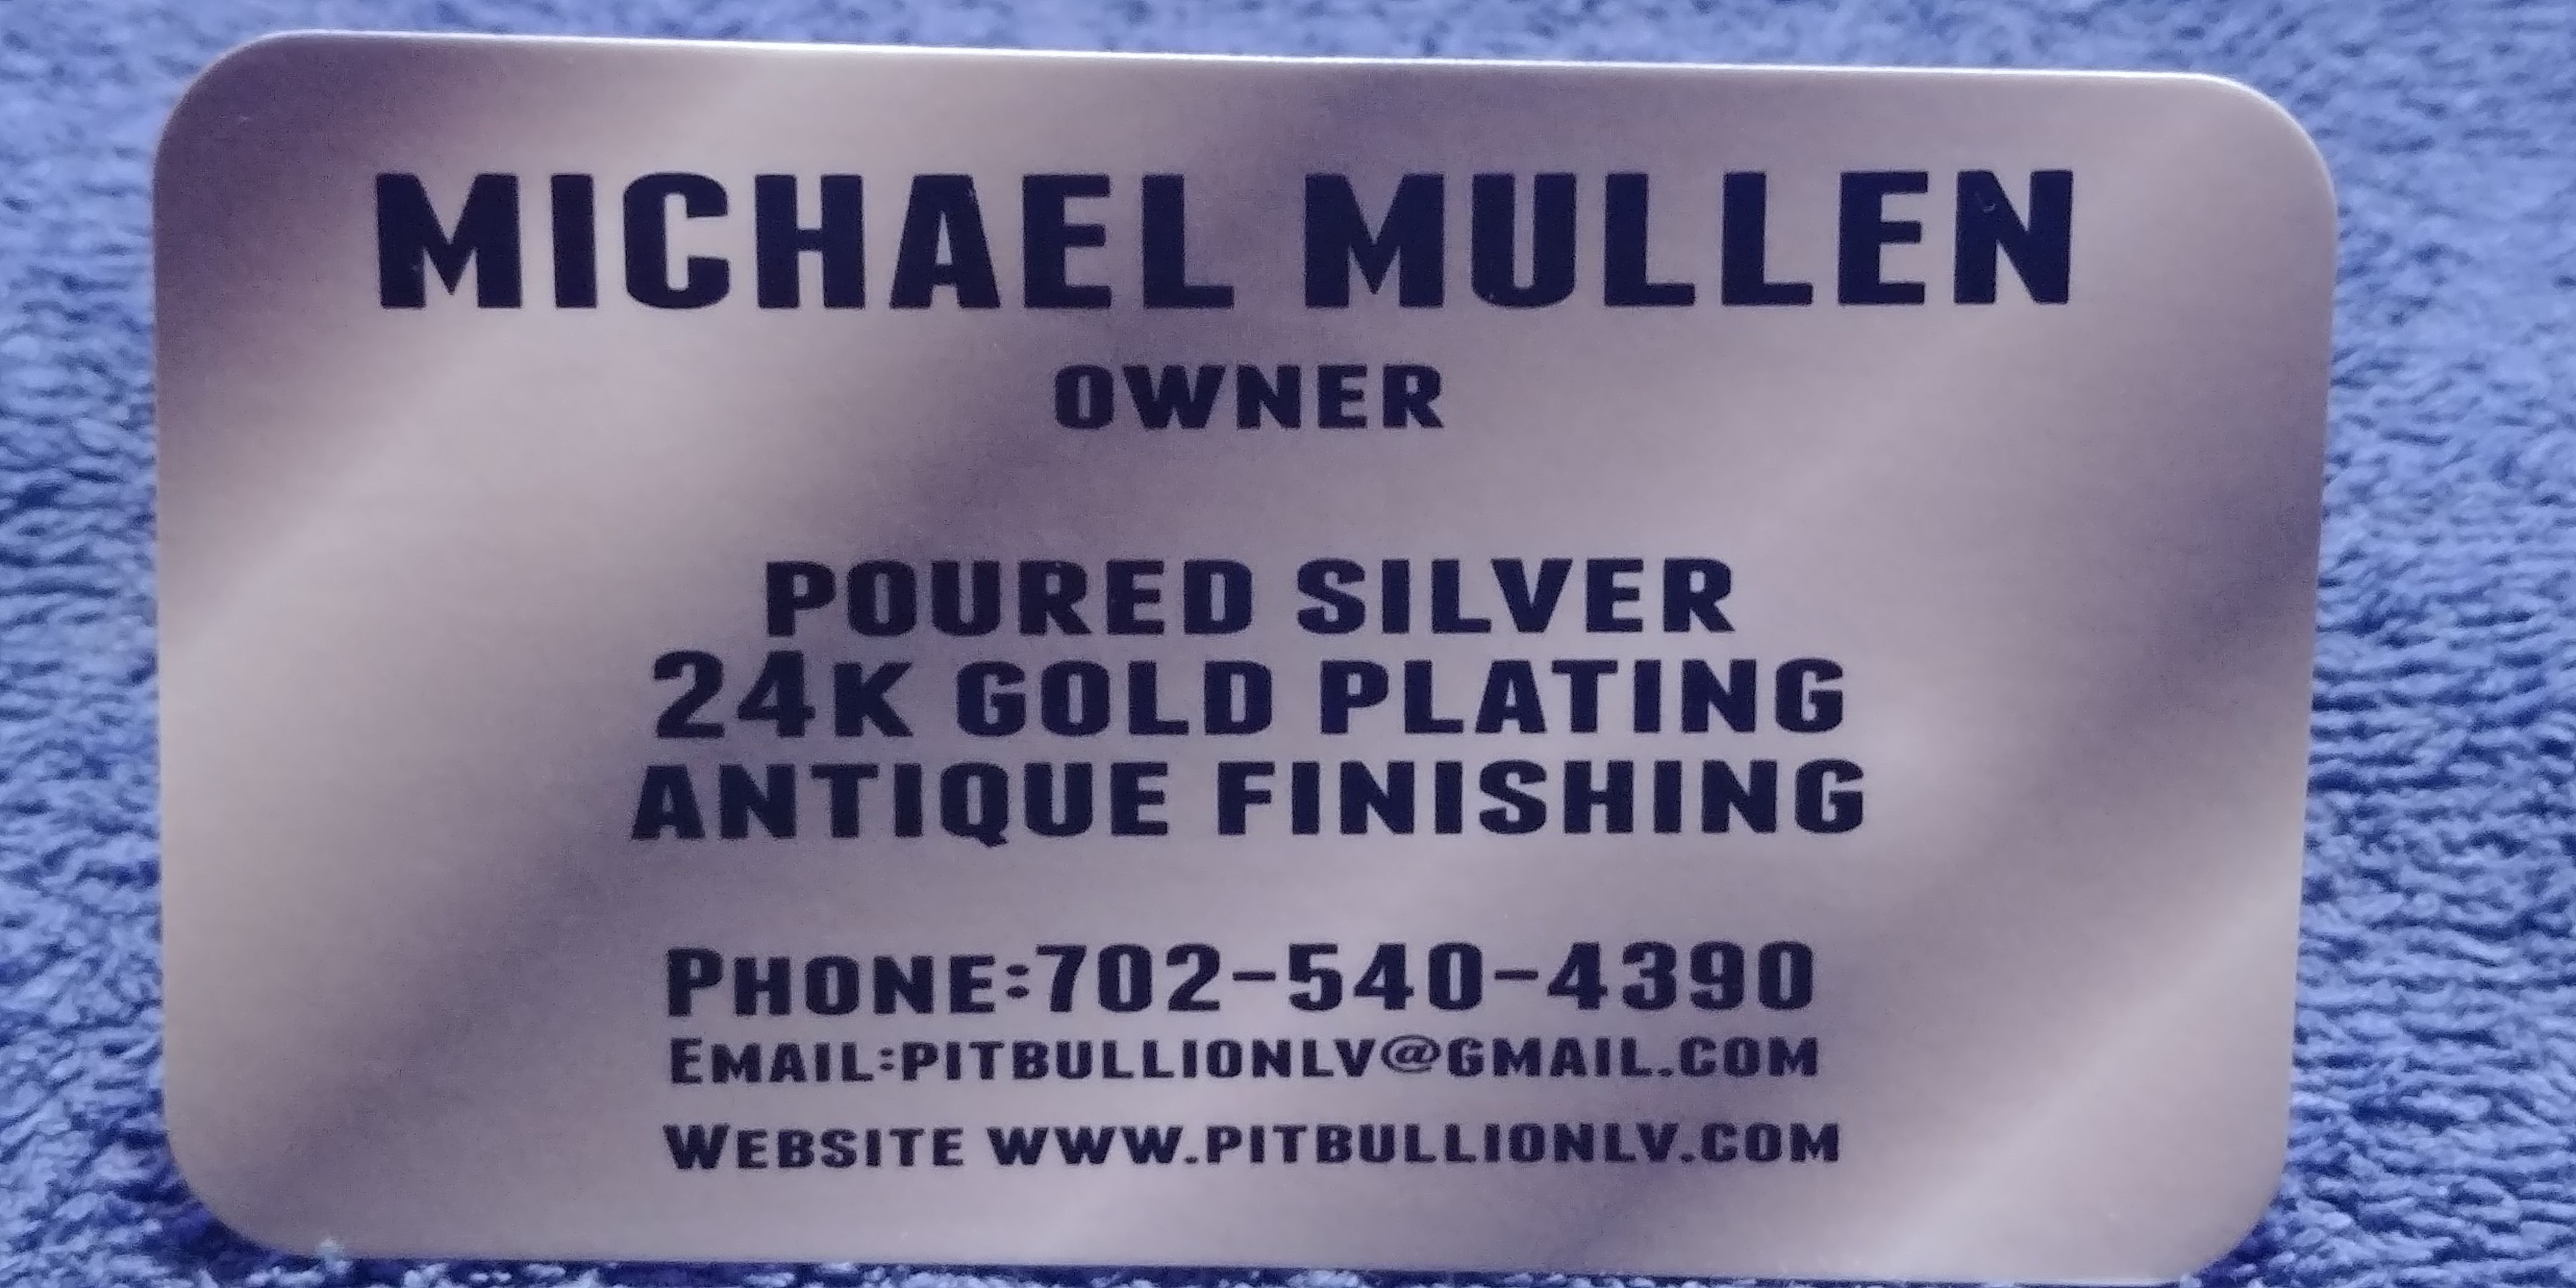 MICHAEL MULLEN
OWNER
POURED SILVER
24K GOLD PLATING
ANTIQUE FINISHING
PHONE:702-540-4390
EMAIL:PITBULLIONLV@GMAIL.COM
WEBSITE WWW.PITBULLIONLV.COM